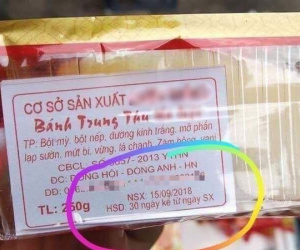 CƠ SỞ SẢN XUẤT
Bánh Trung Thu
TP: Bột mỳ, bột nếp, đường kính trắng, mỡ phần
lạp sườn, mứt bí, vừng, lá chanh,
CBCL, 2013
ĐC: ĐÔNG HỘI - ĐÔNG ANH - HN
NSX: 15/09/2018
TL: 250g HSD: 30 ngày kể từ ngày SX